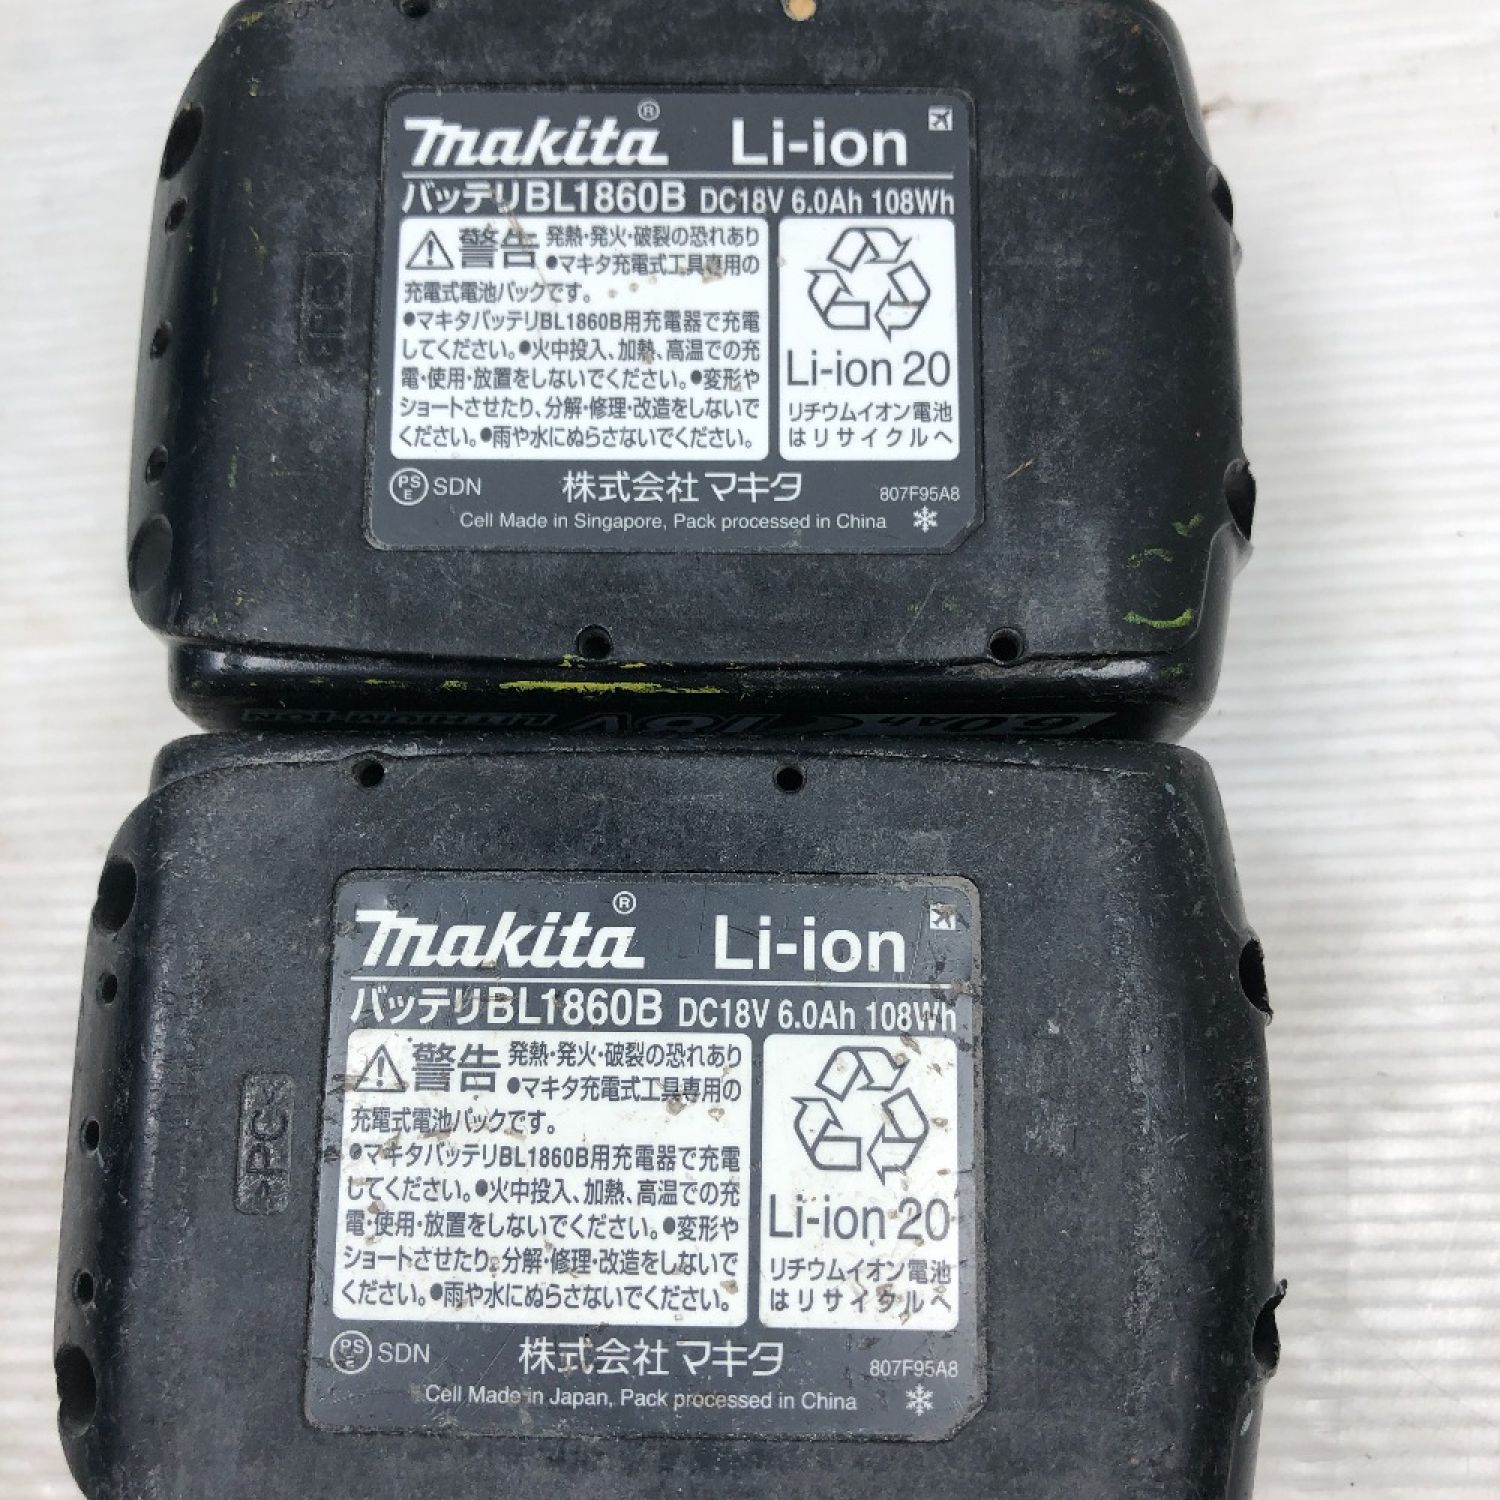 makita® Li-ion
バッテリBL1860B DC18V 6.0Ah 108Wh
警告 発熱・発火・破裂の恐れあり
●マキタ充電式工具専用の
充電式電池パックです。
●マキタバッテリBL1860B用充電器で充電
してください。●火中投入、加熱、高温での充
電・使用・放置をしないでください。●変形や
ショートさせたり、分解・修理・改造をしないで
ください。●雨や水にぬらさないでください。
Li-ion 20
リチウムイオン電池
はリサイクルへ
PS
E SDN 株式会社マキタ 807F95A8
Cell Made in Singapore, Pack processed in China
6.0Ah 18V LITHIUM-ION
makita® Li-ion
バッテリBL1860B DC18V 6.0Ah 108Wh
警告 発熱・発火・破裂の恐れあり
●マキタ充電式工具専用の
充電式電池パックです。
●マキタバッテリBL1860B用充電器で充電
してください。●火中投入、加熱、高温での充
電・使用・放置をしないでください。●変形や
ショートさせたり、分解・修理・改造をしないで
ください。●雨や水にぬらさないでください。
Li-ion 20
リチウムイオン電池
はリサイクルへ
>PC<
PS
E SDN 株式会社マキタ 807F95A8
Cell Made in Japan, Pack processed in China